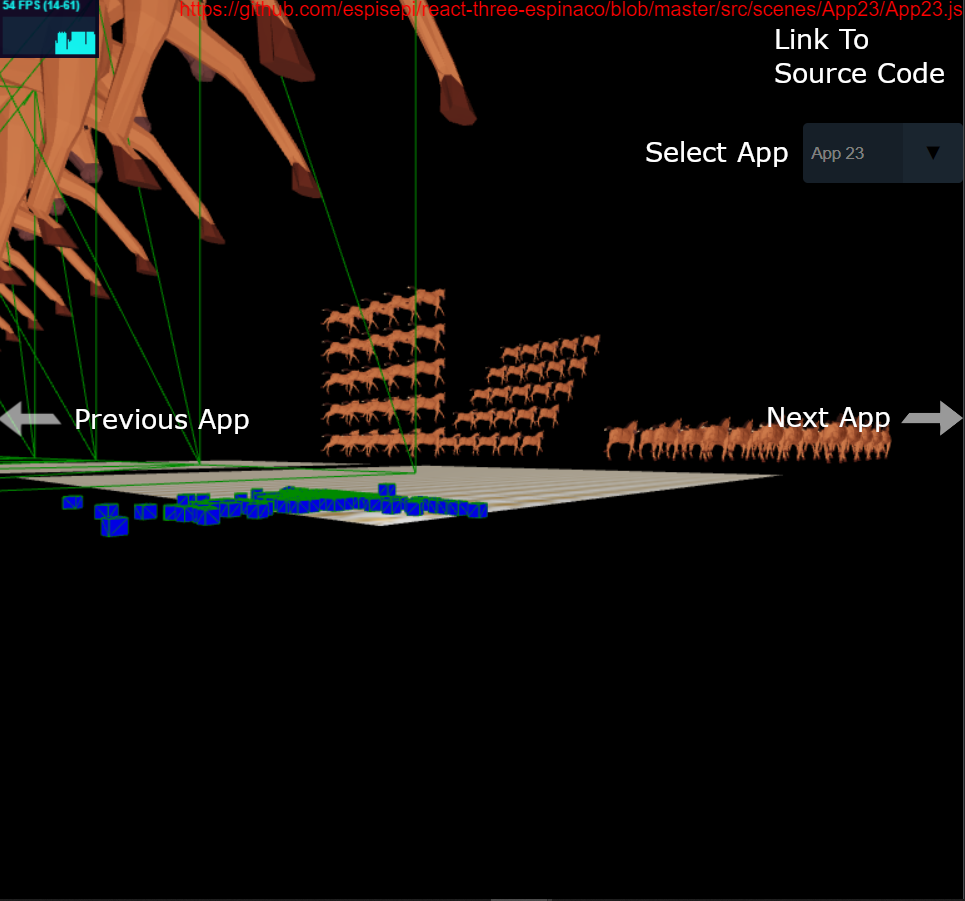 54 FPS (14-61)
https://github.com/espisepi/react-three-espinaco/blob/master/src/scenes/App23/App23.js
Link To
Source Code
Select App
App 23
Previous App
Next App